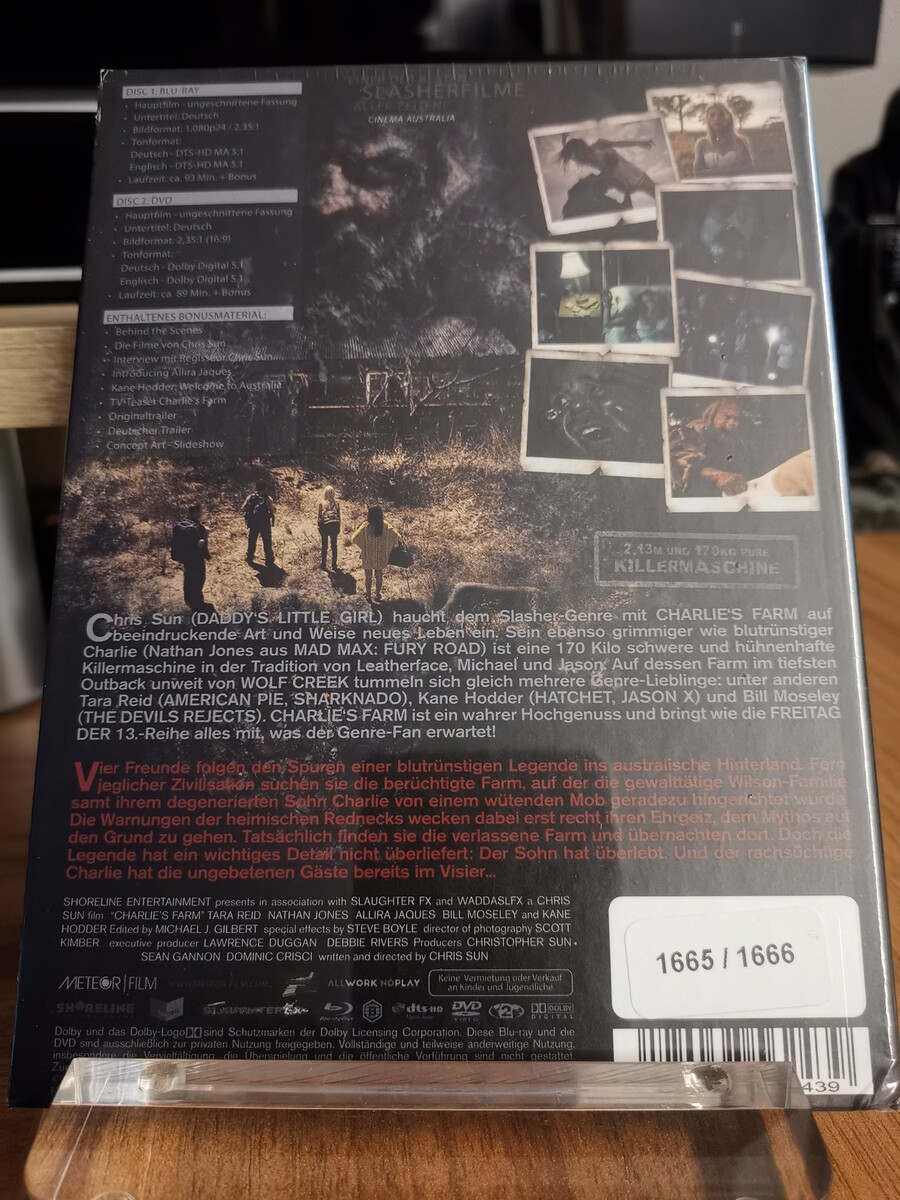 SLASHERFILME
ALLER ZEITEN!
CINEMA AUSTRALIA
DISC 1: BLU-RAY
• Hauptfilm - ungeschnittene Fassung
• Untertitel: Deutsch
• Bildformat: 1.080p24 / 2.35:1
• Tonformat:
Deutsch - DTS-HD MA 5.1
Englisch - DTS-HD MA 5.1
• Laufzeit: ca. 93 Min. + Bonus
DISC 2: DVD
• Hauptfilm - ungeschnittene Fassung
• Untertitel: Deutsch
• Bildformat: 2,35:1 (16:9)
• Tonformat:
Deutsch - Dolby Digital 5.1
Englisch - Dolby Digital 5.1
• Laufzeit: ca. 89 Min. + Bonus
ENTHALTENES BONUSMATERIAL:
• Behind the Scenes
• Die Filme von Chris Sun
• Interview mit Regisseur Chris Sun
• Introducing Allira Jaques
• Kane Hodder: Welcome to Australia
• TV-Teaser Charlie's Farm
• Originaltrailer
• Deutscher Trailer
• Concept Art - Slideshow
2,13M UND 170KG PURE
KILLERMASCHINE
Chris Sun (DADDY'S LITTLE GIRL) haucht dem Slasher-Genre mit CHARLIE'S FARM auf
beeindruckende Art und Weise neues Leben ein. Sein ebenso grimmiger wie blutrünstiger
Charlie (Nathan Jones aus MAD MAX: FURY ROAD) ist eine 170 Kilo schwere und hühnenhafte
Killermaschine in der Tradition von Leatherface, Michael und Jason. Auf dessen Farm im tiefsten
Outback unweit von WOLF CREEK tummeln sich gleich mehrere Genre-Lieblinge: unter anderen
Tara Reid (AMERICAN PIE, SHARKNADO), Kane Hodder (HATCHET, JASON X) und Bill Moseley
(THE DEVILS REJECTS). CHARLIE'S FARM ist ein wahrer Hochgenuss und bringt wie die FREITAG
DER 13.-Reihe alles mit, was der Genre-Fan erwartet!
Vier Freunde folgen den Spuren einer blutrünstigen Legende ins australische Hinterland. Fern
jeglicher Zivilisation suchen sie die berüchtigte Farm, auf der die gewalttätige Wilson-Familie
samt ihrem degenerierten Sohn Charlie von einem wütenden Mob geradezu hingerichtet wurde.
Die Warnungen der heimischen Rednecks wecken dabei erst recht ihren Ehrgeiz, dem Mythos auf
den Grund zu gehen. Tatsächlich finden sie die verlassene Farm und übernachten dort. Doch die
Legende hat ein wichtiges Detail nicht überliefert: Der Sohn hat überlebt. Und der rachsüchtige
Charlie hat die ungebetenen Gäste bereits im Visier...
SHORELINE ENTERTAINMENT presents in association with SLAUGHTER FX and WADDASLFX a CHRIS
SUN film "CHARLIE'S FARM" TARA REID NATHAN JONES ALLIRA JAQUES BILL MOSELEY and KANE
HODDER Edited by MICHAEL J. GILBERT special effects by STEVE BOYLE director of photography SCOTT
KIMBER executive producer LAWRENCE DUGGAN DEBBIE RIVERS Producers CHRISTOPHER SUN •
SEAN GANNON DOMINIC CRISCI written and directed by CHRIS SUN
METEOR|FILM
ALLWORKNOPLAY
Keine Vermietung oder Verkauf
an Kinder und Jugendliche
SHORELINE
Blu-ray Disc
dts-HD
DVD
VIDEO
2
DOLBY
DIGITAL
Dolby und das Dolby-Logo sind Schutzmarken der Dolby Licensing Corporation. Diese Blu-ray und die
DVD sind ausschließlich zur privaten Nutzung freigegeben. Vollständige und teilweise anderweitige Nutzung,
insbesondere die Vervielfältigung, die Überspielung und die öffentliche Vorführung sind nicht gestattet.
1665 / 1666
439